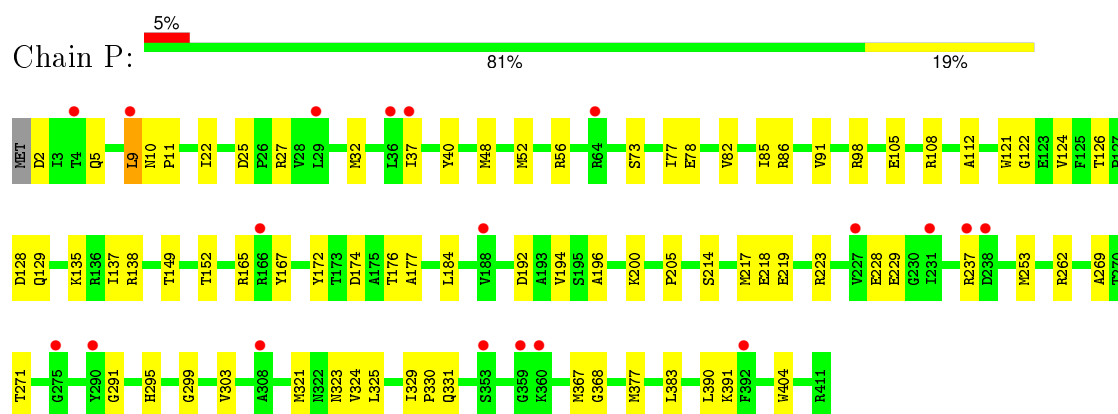 5%
Chain P:
81% 19%
MET D2 I3 T4 Q5 L9 N10 P11 I22 D25 P26 R27 V28 L29 M32 L36 I37 Y40 M48 M52 R56 R64 S73 I77 E78 V82 I85 R86 V91 R98 E105 R108 A112 W121 G122 E123 V124 F125 T126 P127
D128 Q129 K135 R136 I137 R138 T149 T152 R165 R166 Y167 V168 Y172 T173 D174 A175 T176 A177 L184 D192 A193 V194 S195 A196 K200 P205 S214 M217 E218 E219 R223 V227 E228 E229 G230 I231 R237 D238 M253 R262 A269 T270
T271 G275 Y290 G291 H295 G299 V303 A308 M321 N322 N323 V324 L325 I329 P330 Q331 S353 G359 K360 M367 G368 M377 L383 L390 K391 F392 W404 R411